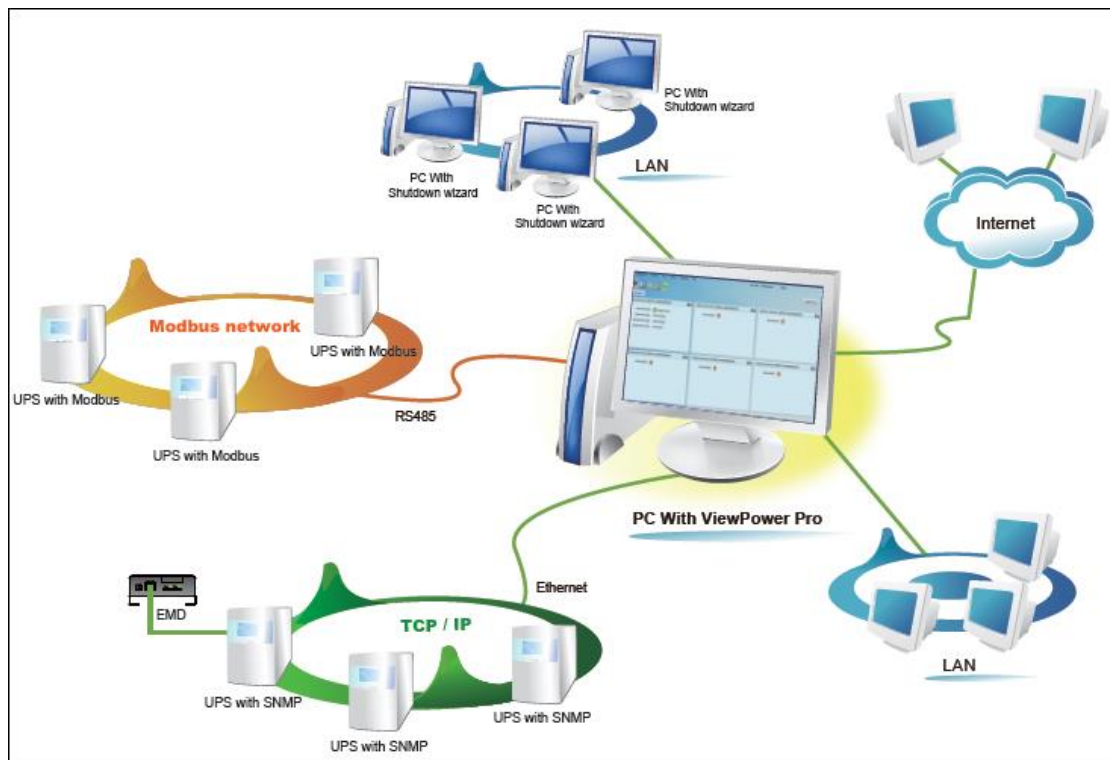 PC With
Shutdown wizard
PC With
Shutdown wizard
PC With
Shutdown wizard
LAN
Internet
Modbus network
UPS with Modbus
UPS with Modbus
UPS with Modbus
RS485
PC With ViewPower Pro
Ethernet
EMD
TCP / IP
UPS with SNMP
UPS with SNMP
UPS with SNMP
LAN